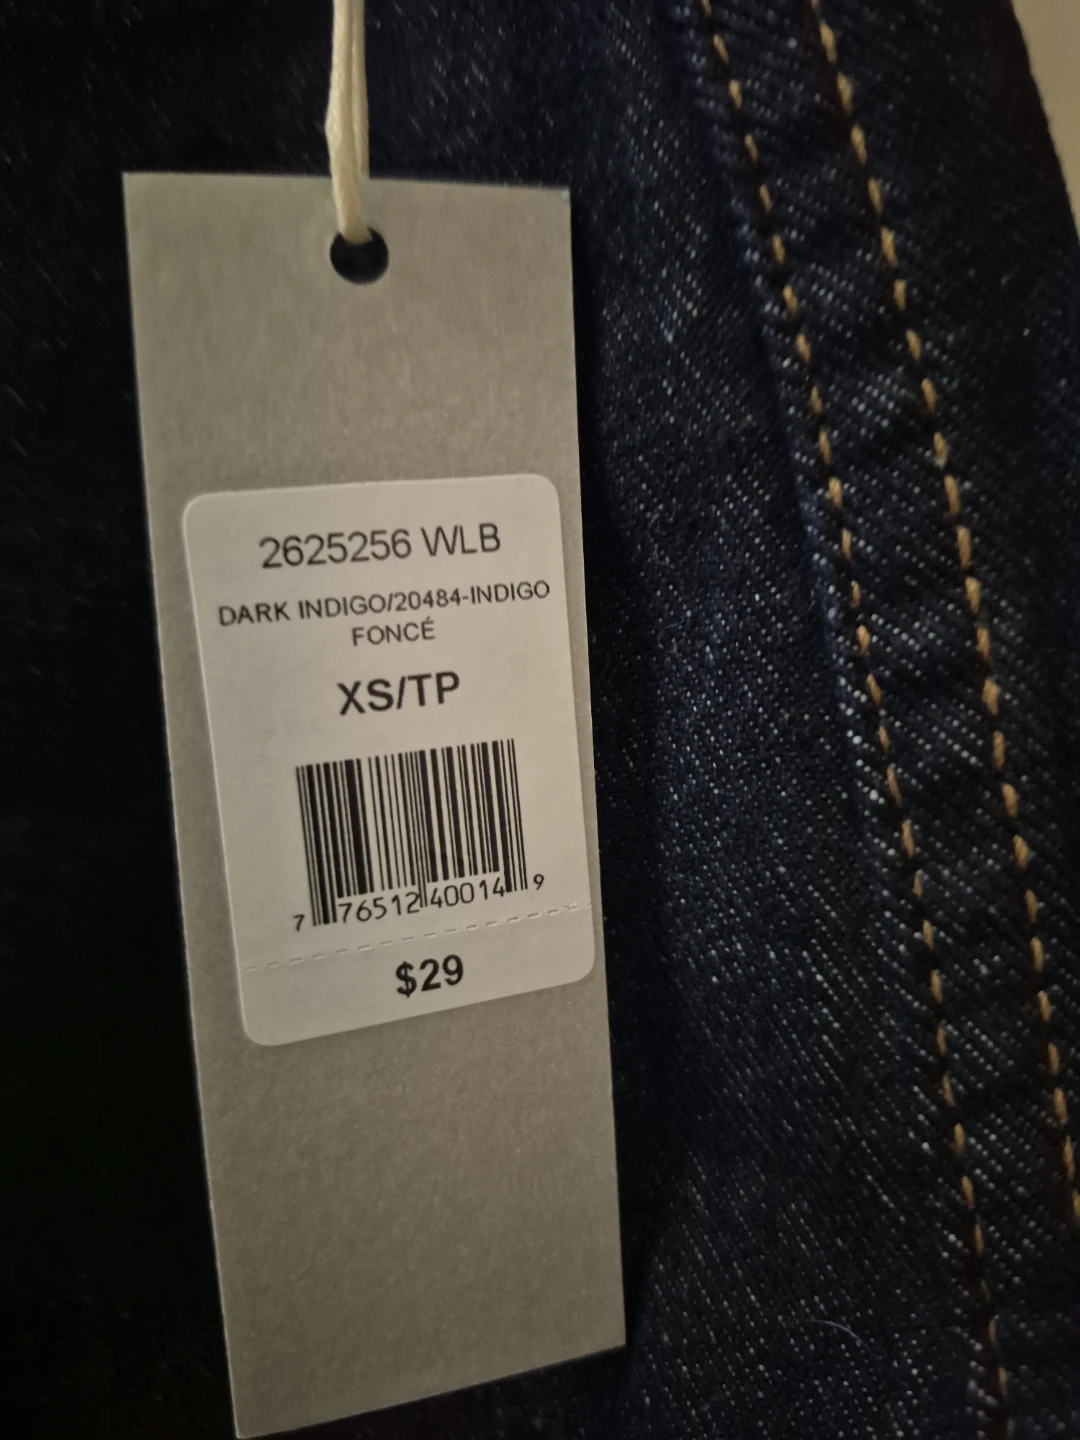 2625256 WLB
DARK INDIGO/20484-INDIGO
FONCÉ
XS/TP
7 76512 40014 9
$29